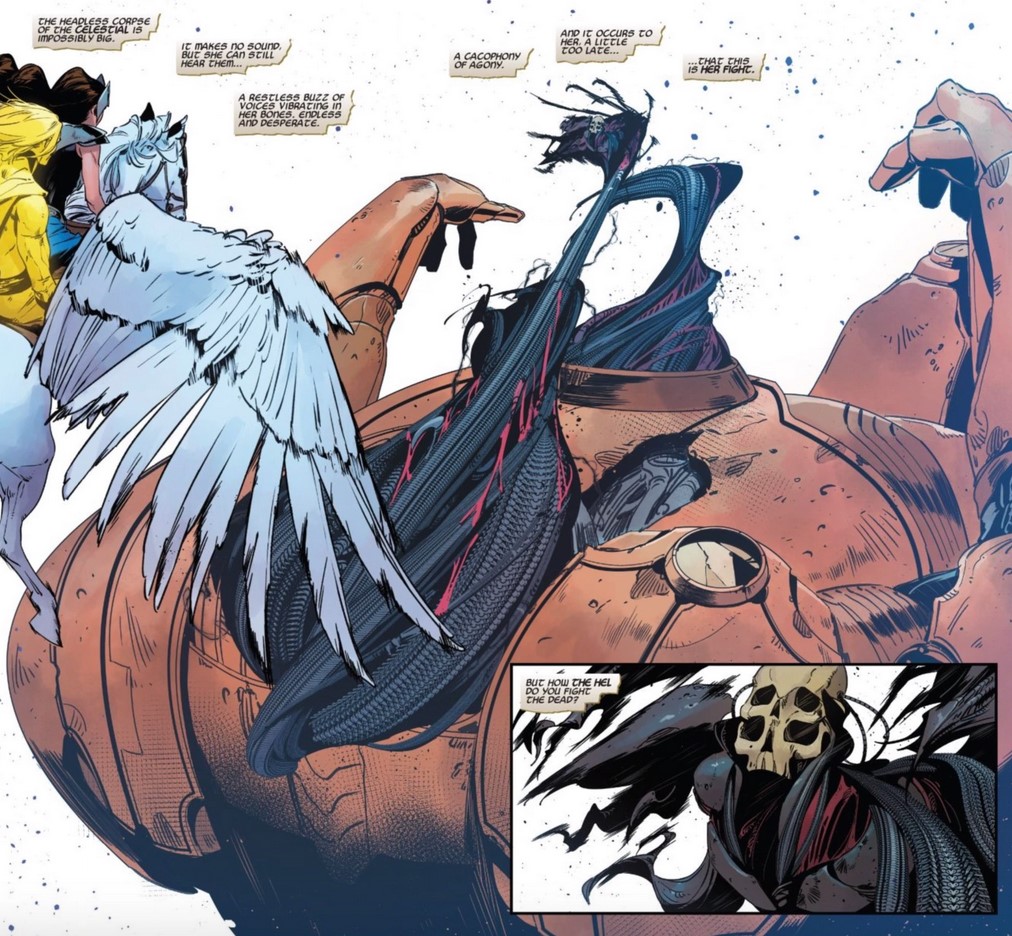 THE HEADLESS CORPSE
OF THE CELESTIAL IS
IMPOSSIBLY BIG.
IT MAKES NO SOUND,
BUT SHE CAN STILL
HEAR THEM...
A RESTLESS BUZZ OF
VOICES VIBRATING IN
HER BONES. ENDLESS
AND DESPERATE.
A CACOPHONY
OF AGONY.
AND IT OCCURS TO
HER, A LITTLE
TOO LATE...
...THAT THIS
IS HER FIGHT.
BUT HOW THE HEL
DO YOU FIGHT
THE DEAD?